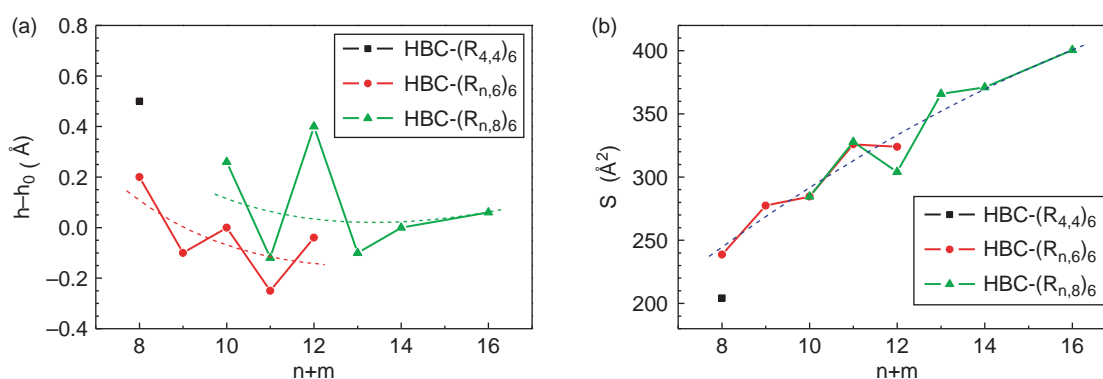 (a)
0.8
0.6
0.4
0.2
0.0
–0.2
–0.4
h–h0 ( Å)
8 10 12 14 16
n+m
HBC-(R4,4)6
HBC-(Rn,6)6
HBC-(Rn,8)6
(b)
400
350
300
250
200
S (Å2)
8 10 12 14 16
n+m
HBC-(R4,4)6
HBC-(Rn,6)6
HBC-(Rn,8)6